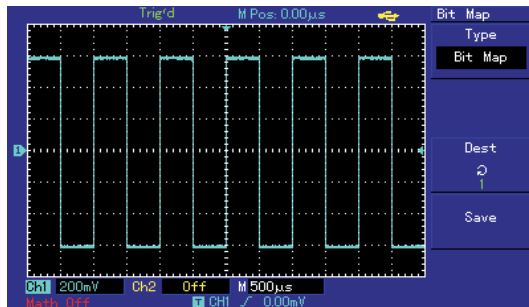 Trig'd M Pos: 0.00μs Bit Map
Type
Bit Map
1
Dest
1
Save
Ch1 200mV Ch2 Off M 500μs
Math Off T CH1 0.00mV